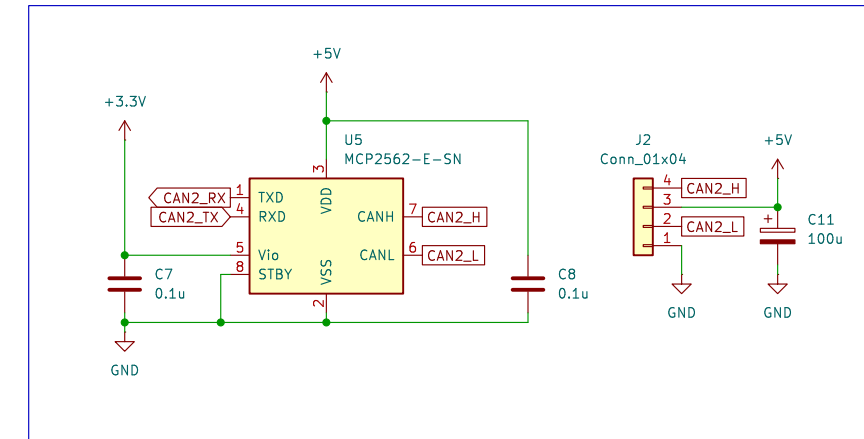 +5V
+3.3V
U5
MCP2562-E-SN
J2
Conn_01x04
+5V
3
VDD
CAN2_RX 1 TXD
CAN2_TX 4 RXD
CANH 7 CAN2_H
5 Vio
CANL 6 CAN2_L
8 STBY
VSS
2
4 CAN2_H
3
2 CAN2_L
1
+
C11
100u
C7
0.1u
C8
0.1u
GND
GND
GND